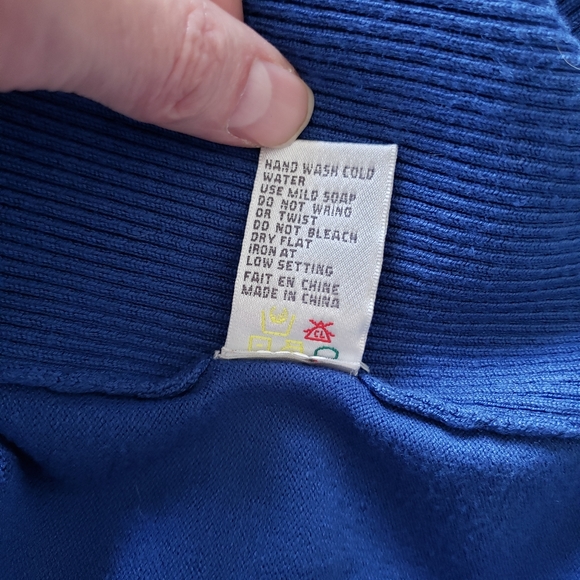 HAND WASH COLD
WATER
USE MILD SOAP
DO NOT WRING
OR TWIST
DO NOT BLEACH
DRY FLAT
IRON AT
LOW SETTING
FAIT EN CHINE
MADE IN CHINA
CL